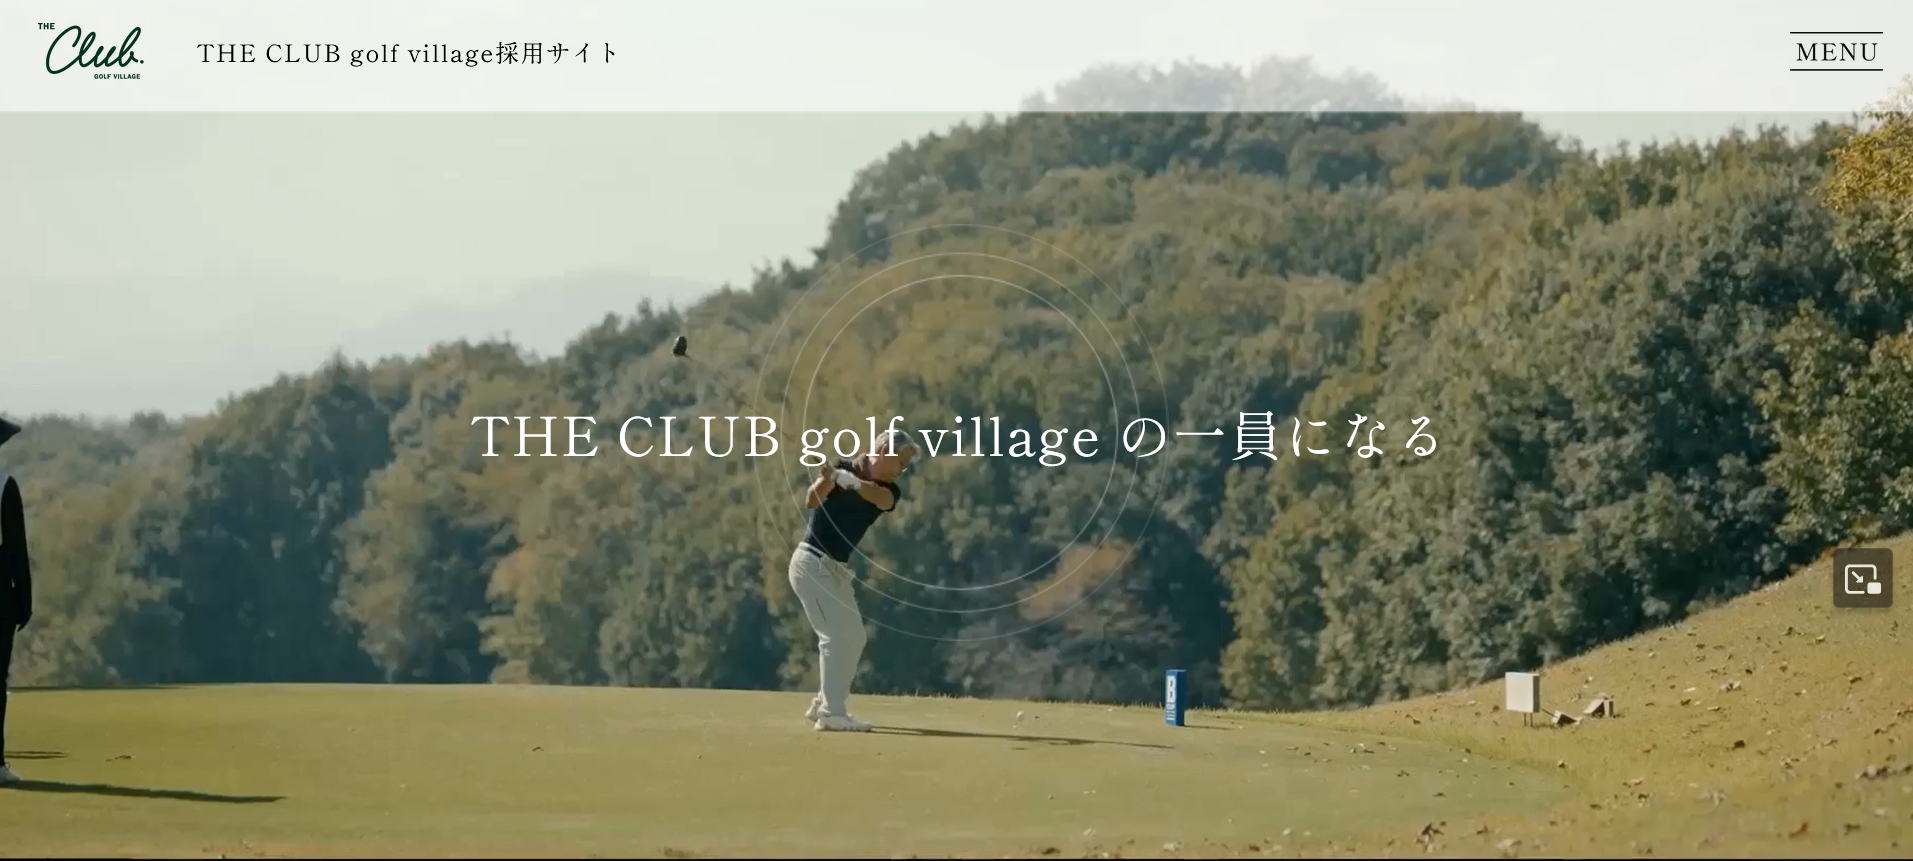 THE
Club.
GOLF VILLAGE
THE CLUB golf village採用サイト
MENU
THE CLUB golf village の一員になる